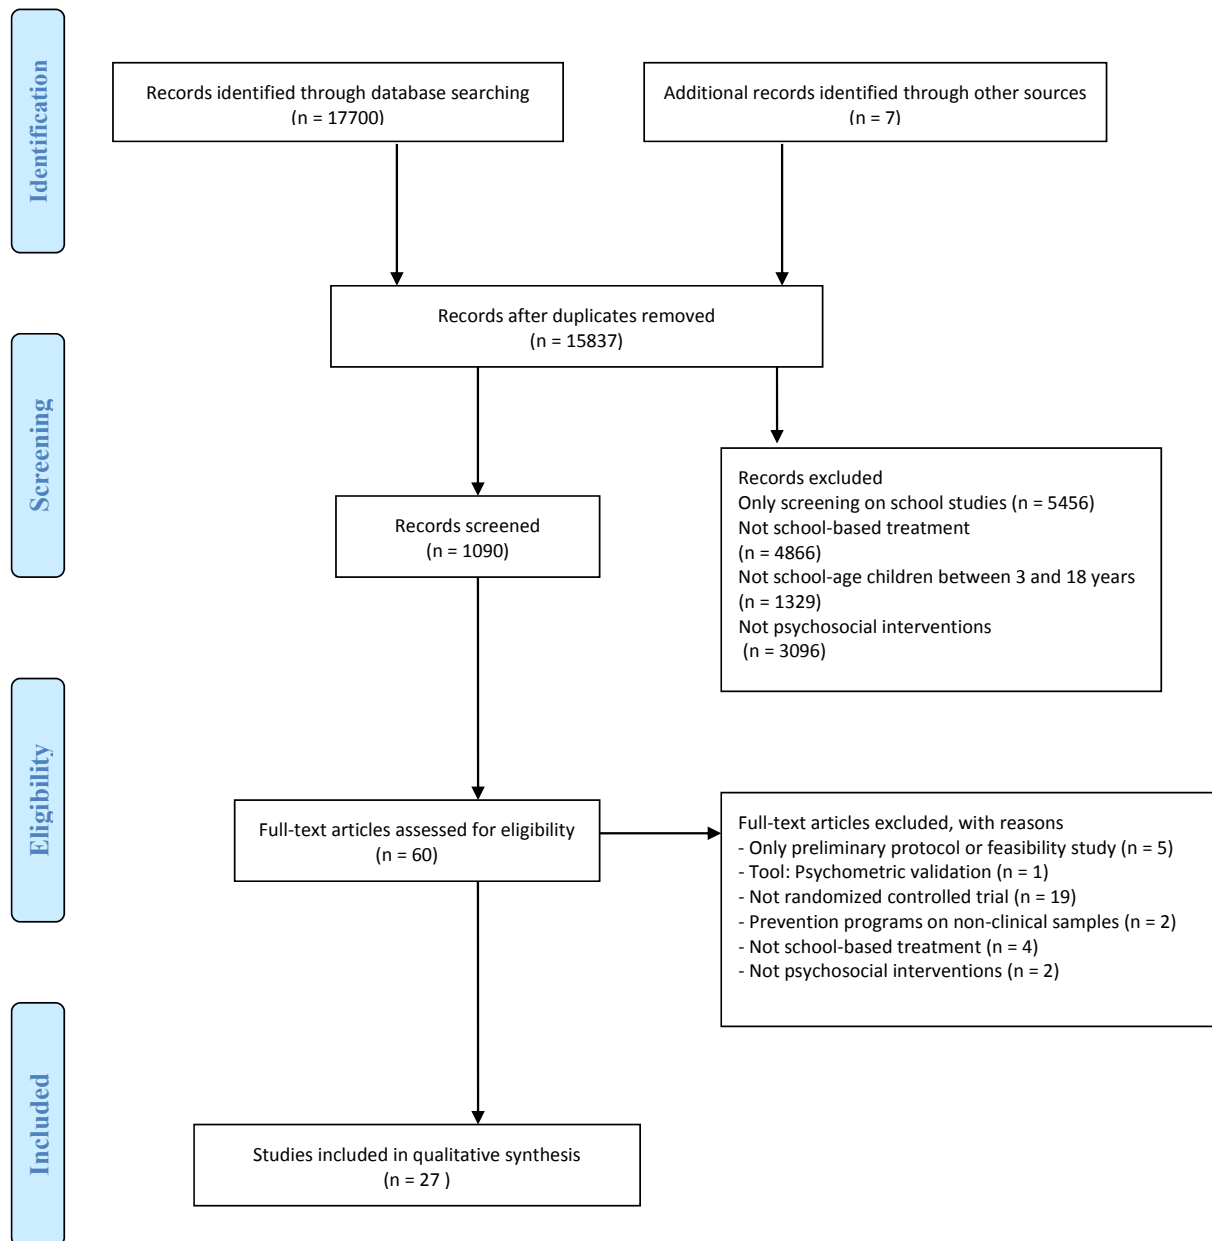 Identification
Records identified through database searching
(n = 17700)
Additional records identified through other sources
(n = 7)
Records after duplicates removed
(n = 15837)
Screening
Records screened
(n = 1090)
Records excluded
Only screening on school studies (n = 5456)
Not school-based treatment
(n = 4866)
Not school-age children between 3 and 18 years
(n = 1329)
Not psychosocial interventions
(n = 3096)
Eligibility
Full-text articles assessed for eligibility
(n = 60)
Full-text articles excluded, with reasons
- Only preliminary protocol or feasibility study (n = 5)
- Tool: Psychometric validation (n = 1)
- Not randomized controlled trial (n = 19)
- Prevention programs on non-clinical samples (n = 2)
- Not school-based treatment (n = 4)
- Not psychosocial interventions (n = 2)
Included
Studies included in qualitative synthesis
(n = 27 )